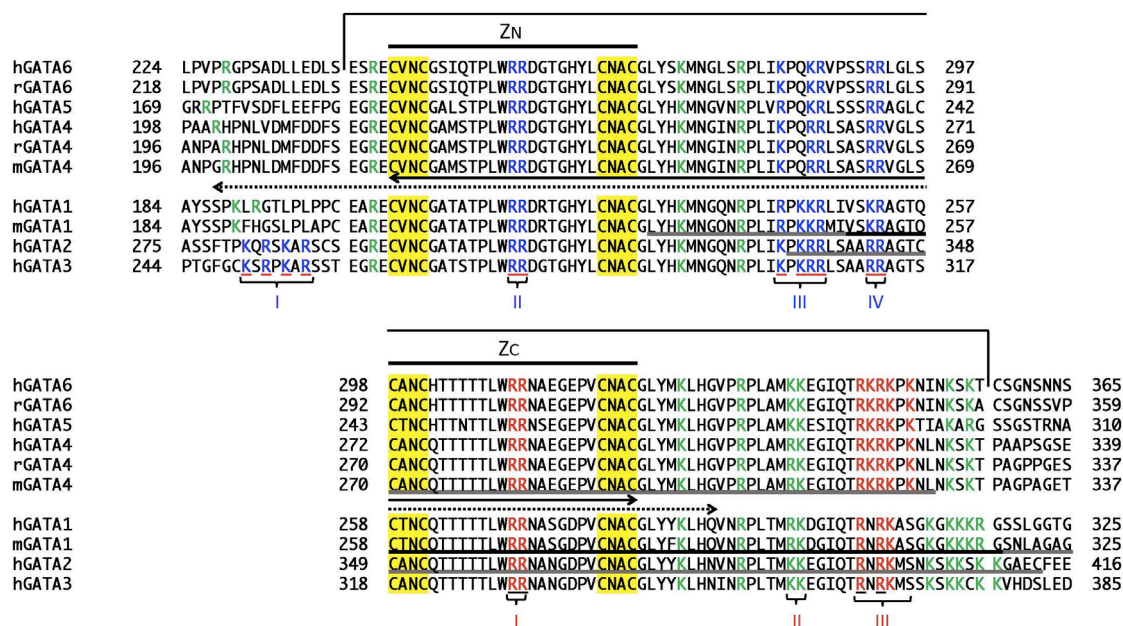 ZN
hGATA6 224 LPVPRGPSADLLEDLS ESRECVNCGSIQTPLWRRDGTGHYLCNACGLYSKMNGLSRPLIKPQKRVPSSRRLGLS 297
rGATA6 218 LPVPRGPSADLLEDLS ESRECVNCGSIQTPLWRRDGTGHYLCNACGLYSKMNGLSRPLIKPQKRVPSSRRLGLS 291
hGATA5 169 GRRPTFVSDFLEEFPG EGRECVNCGALSTPLWRRDGTGHYLCNACGLYHKMNGVNRPLVRPQKRLSSSRRAGLC 242
hGATA4 198 PAARHPNLVDMFDDFS EGRECVNCGAMSTPLWRRDGTGHYLCNACGLYHKMNGINRPLIKPQRRLSASRRVGLS 271
rGATA4 196 ANPARHPNLDMFDDFS EGRECVNCGAMSTPLWRRDGTGHYLCNACGLYHKMNGINRPLIKPQRRLSASRRVGLS 269
mGATA4 196 ANPGRHPNLDMFDDFS EGRECVNCGAMSTPLWRRDGTGHYLCNACGLYHKMNGINRPLIKPQRRLSASRRVGLS 269
hGATA1 184 AYSSPKLRGTLPLPPC EARECVNCGATATPLWRRDRTGHYLCNACGLYHKMNGQNRPLIRPKKRLIVSKRAGTQ 257
mGATA1 184 AYSSPKFHGSLPLAPC EARECVNCGATATPLWRRDRTGHYLCNACGLYHKMNGQNRPLIRPKKRMIVSKRAGTQ 257
hGATA2 275 ASSFTPKQRSKARSCS EGRECVNCGATATPLWRRDGTGHYLCNACGLYHKMNGQNRPLIKPKRRLSAARRAGTC 348
hGATA3 244 PTGFGCKSRPKARSST EGRECVNCGATSTPLWRRDGTGHYLCNACGLYHKMNGQNRPLIKPKRRLSAARRAGTS 317
I II III IV
ZC
hGATA6 298 CANCHTTTTTLWRRNAEGEPVCNACGLYMKLHGVPRPLAMKKEGIQTRKRKPKNINKSKT CSGNSNNS 365
rGATA6 292 CANCHTTTTTLWRRNAEGEPVCNACGLYMKLHGVPRPLAMKKEGIQTRKRKPKNINKSKA CSGNSSVP 359
hGATA5 243 CTNCHTTNTTLWRRNSEGEPVCNACGLYMKLHGVPRPLAMKKESIQTRKRKPKTIAKARG SSGSTRNA 310
hGATA4 272 CANCQTTTTTLWRRNAEGEPVCNACGLYMKLHGVPRPLAMRKEGIQTRKRKPKNLNKSKT PAAPSGSE 339
rGATA4 270 CANCQTTTTTLWRRNAEGEPVCNACGLYMKLHGVPRPLAMRKEGIQTRKRKPKNLNKSKT PAGPPGES 337
mGATA4 270 CANCQTTTTTLWRRNAEGEPVCNACGLYMKLHGVPRPLAMRKEGIQTRKRKPKNLNKSKT PAGPAGET 337
hGATA1 258 CTNCQTTTTTLWRRNASGDPVCNACGLYYKLHQVNRPLTMRKDGIQTRNRKASGKGKKKR GSSLGGTG 325
mGATA1 258 CTNCQTTTTTLWRRNASGDPVCNACGLYFKLHQVNRPLTMRKDGIQTRNRKASGKGKKKR GSNLAGAG 325
hGATA2 349 CANCQTTTTTLWRRNANGDPVCNACGLYYKLHNVNRPLTMKKEGIQTRNRKMSNKSKKSK KGAECFEE 416
hGATA3 318 CANCQTTTTTLWRRNANGDPVCNACGLYYKLHNINRPLTMKKEGIQTRNRKMSSKSKKCK KVHDSLED 385
I II III